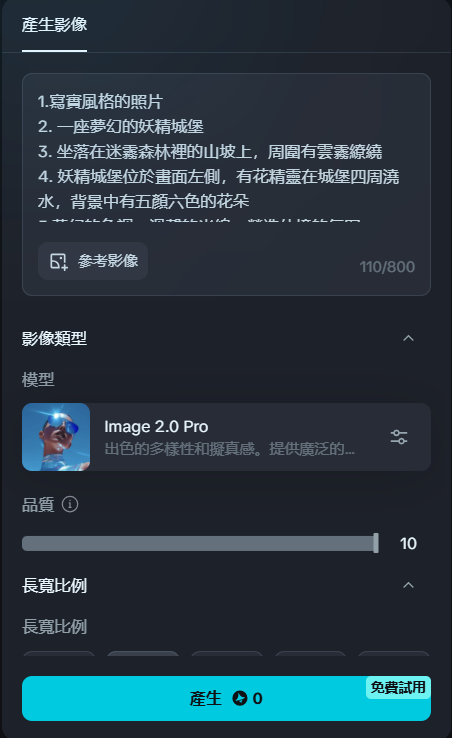 產生影像
1.寫實風格的照片
2. 一座夢幻的妖精城堡
3. 坐落在迷霧森林裡的山坡上，周圍有雲霧繚繞
4. 妖精城堡位於畫面左側，有花精靈在城堡四周澆
水，背景中有五顏六色的花朵
參考影像
110/800
影像類型
模型
Image 2.0 Pro
出色的多樣性和擬真感。提供廣泛的...
品質
10
長寬比例
長寬比例
免費試用
產生 0